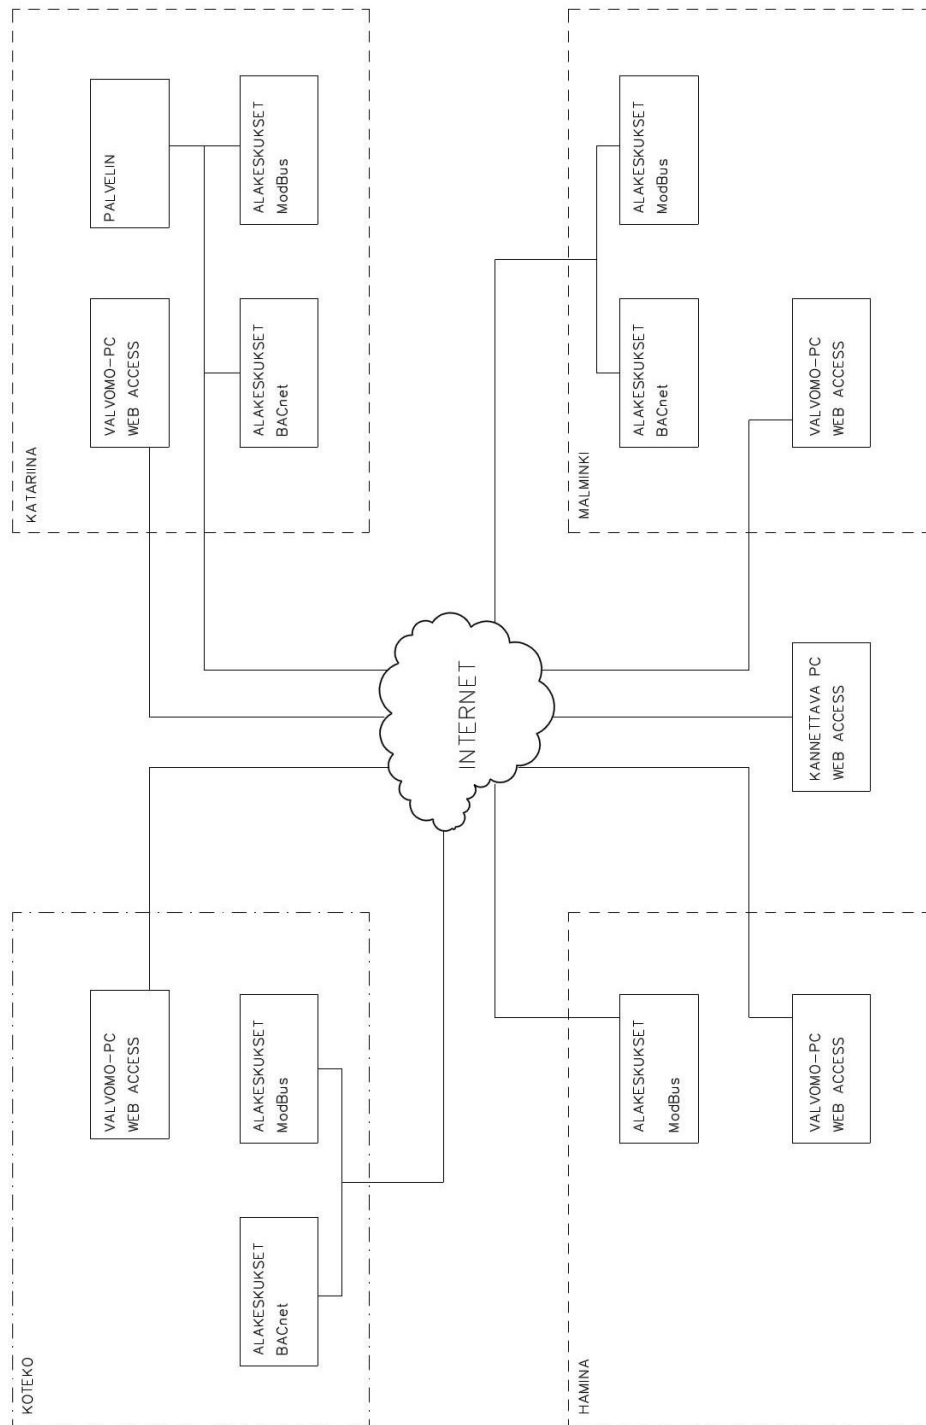 KOTEKO
VALVOMO-PC
WEB ACCESS
ALAKESKUKSET
BACnet
ALAKESKUKSET
ModBus
KATARIINA
VALVOMO-PC
WEB ACCESS
PALVELIN
ALAKESKUKSET
BACnet
ALAKESKUKSET
ModBus
INTERNET
HAMINA
ALAKESKUKSET
ModBus
VALVOMO-PC
WEB ACCESS
KANNETTAVA PC
WEB ACCESS
MALMINKI
ALAKESKUKSET
BACnet
ALAKESKUKSET
ModBus
VALVOMO-PC
WEB ACCESS